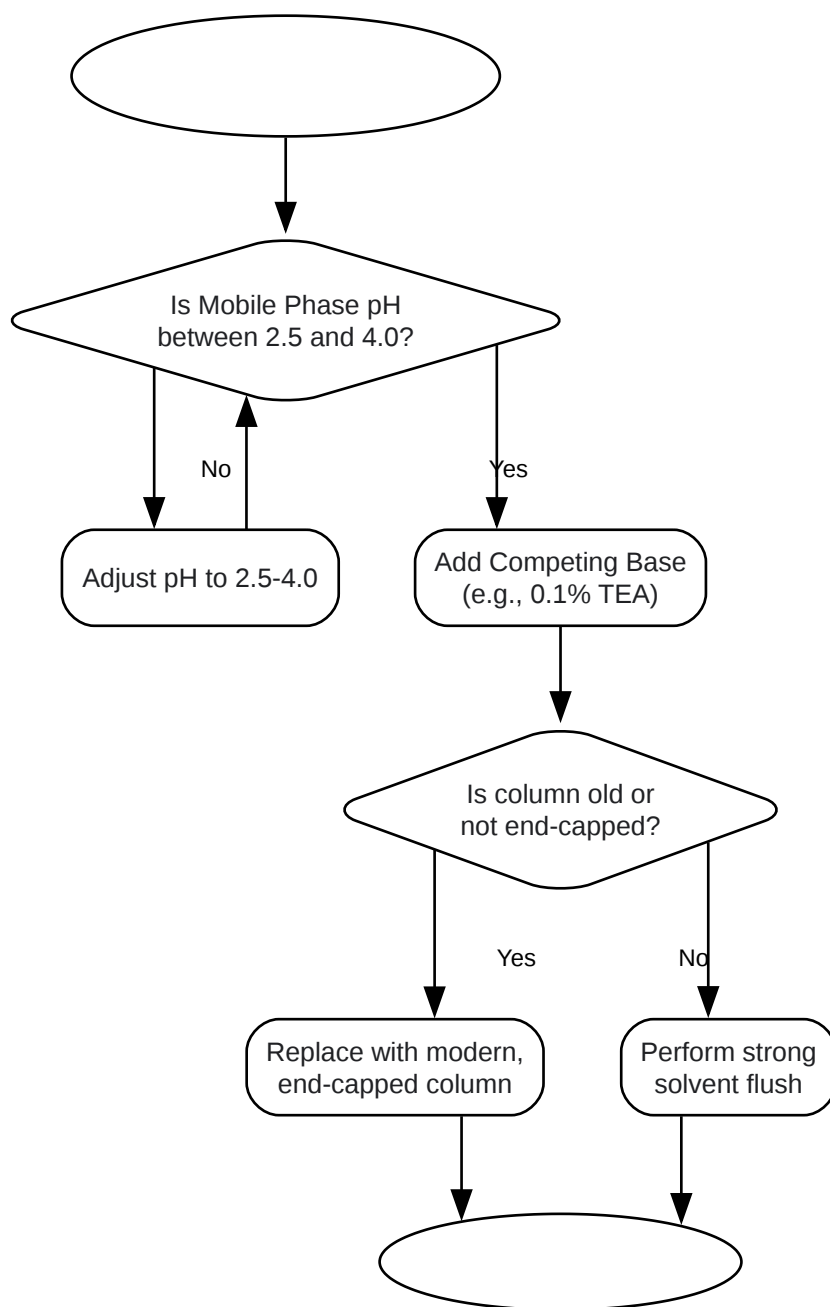 Is Mobile Phase pH
between 2.5 and 4.0?
No
Yes
Adjust pH to 2.5-4.0
Add Competing Base
(e.g., 0.1% TEA)
Is column old or
not end-capped?
Yes
No
Replace with modern,
end-capped column
Perform strong
solvent flush